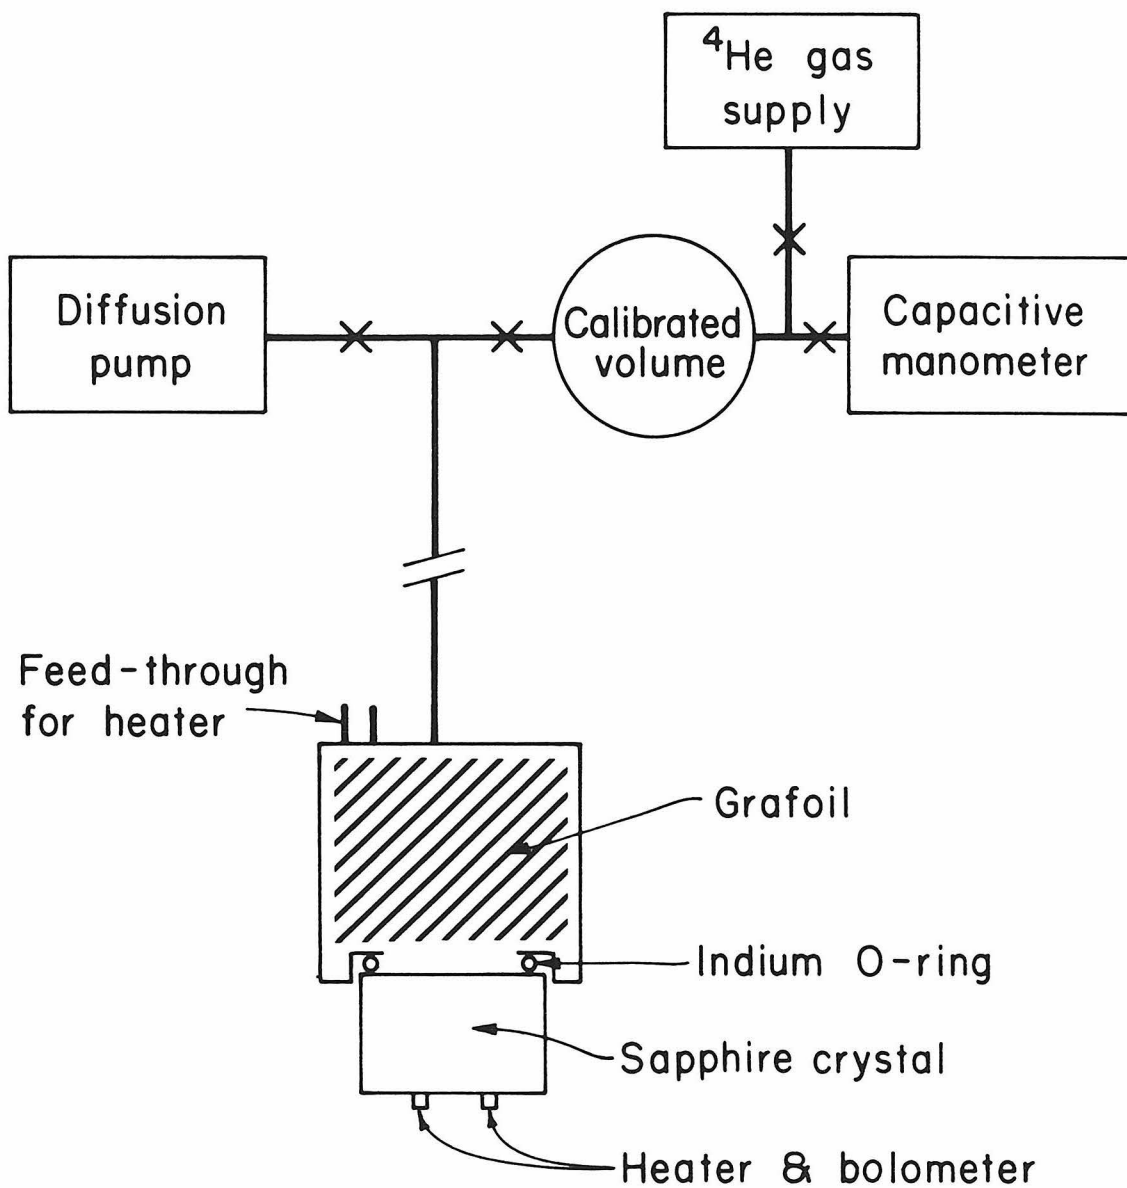 ⁴He gas
supply
Diffusion
pump
Calibrated
volume
Capacitive
manometer
Feed-through
for heater
Grafoil
Indium O-ring
Sapphire crystal
Heater & bolometer